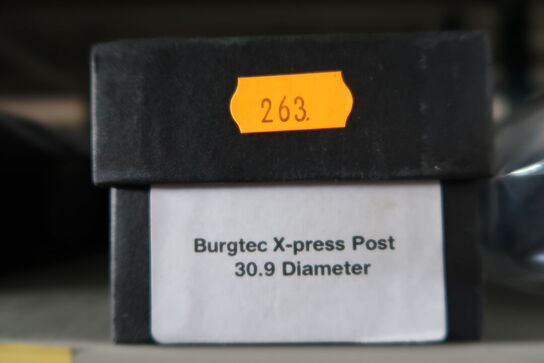 263.
Burgtec X-press Post
30.9 Diameter